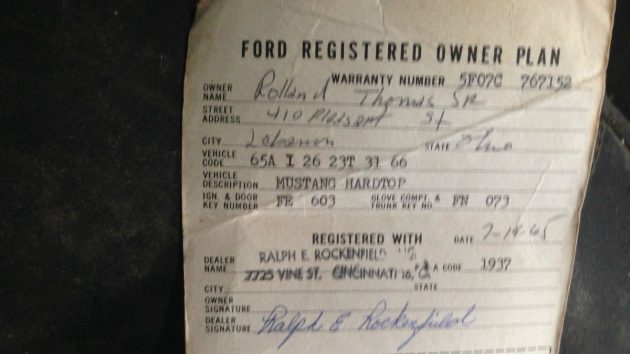 FORD REGISTERED OWNER PLAN
WARRANTY NUMBER 5F07C 767152
OWNER NAME Rolland Thomas SR
STREET ADDRESS 410 Pleasant St
CITY Lebanon STATE Ohio
VEHICLE CODE 65A I 26 23T 31 66
VEHICLE DESCRIPTION MUSTANG HARDTOP
IGN. & DOOR KEY NUMBER FE 603 GLOVE COMPT. & TRUNK KEY NO. FN 073
REGISTERED WITH DATE 7-14-65
DEALER NAME RALPH E. ROCKENFIELD
7725 VINE ST. CINCINNATI 16, O. P & A CODE 1937
CITY STATE
OWNER SIGNATURE
DEALER SIGNATURE Ralph E Rockenfield